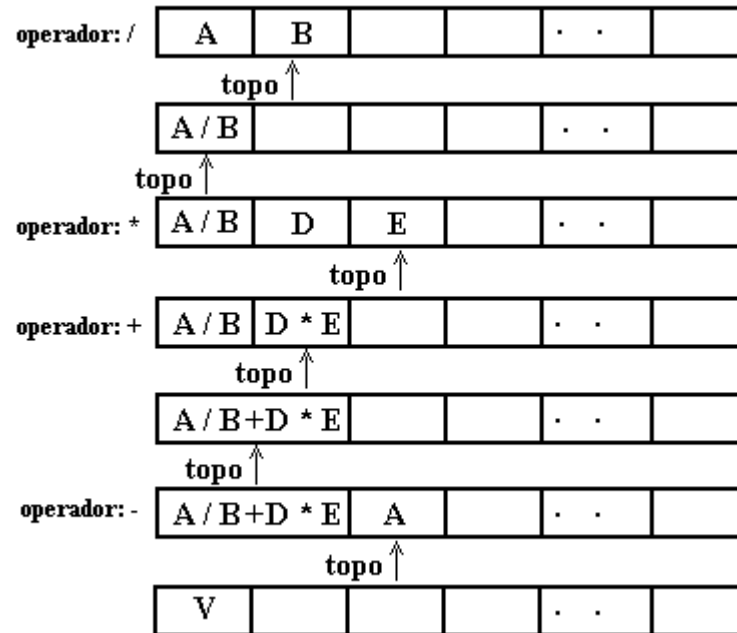 operador: / A B . .
topo
A / B . .
topo
operador: * A / B D E . .
topo
operador: + A / B D * E . .
topo
A / B+D * E . .
topo
operador: - A / B+D * E A . .
topo
V . .